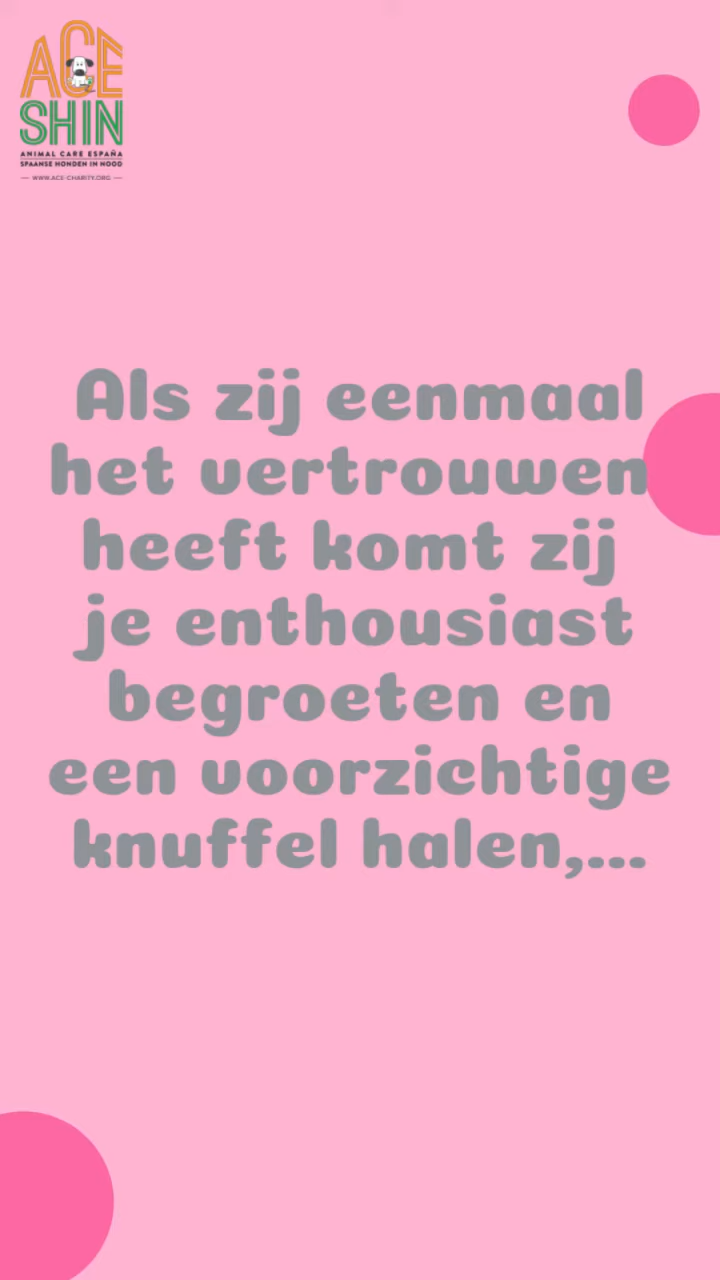 ACE
SHIN
ANIMAL CARE ESPAÑA
SPAANSE HONDEN IN NOOD
WWW.ACE-CHARITY.ORG
Als zij eenmaal
het vertrouwen
heeft komt zij
je enthousiast
begroeten en
een voorzichtige
knuffel halen,...